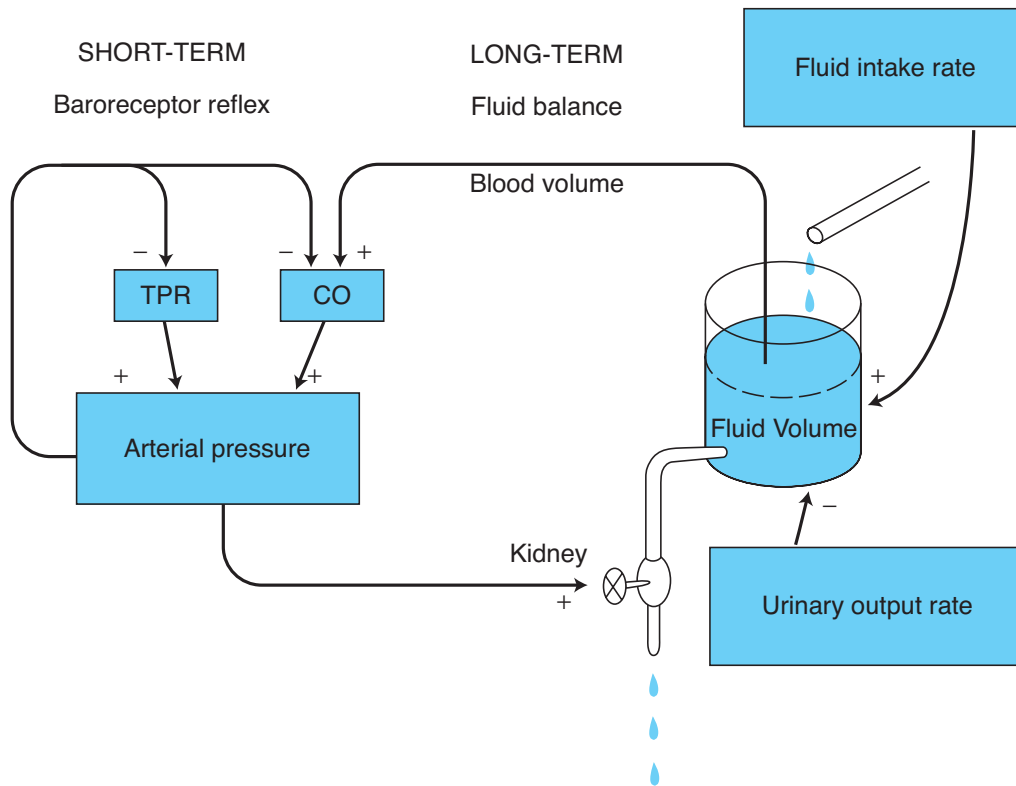 SHORT-TERM
Baroreceptor reflex
LONG-TERM
Fluid balance
Fluid intake rate
Blood volume
− − +
TPR
CO
+ +
+
Arterial pressure
Fluid Volume
−
Kidney
+
Urinary output rate